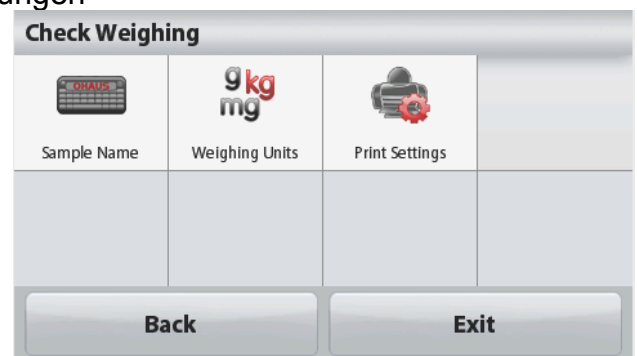 Check Weighing
OHAUS
g kg
mg
Sample Name
Weighing Units
Print Settings
Back
Exit